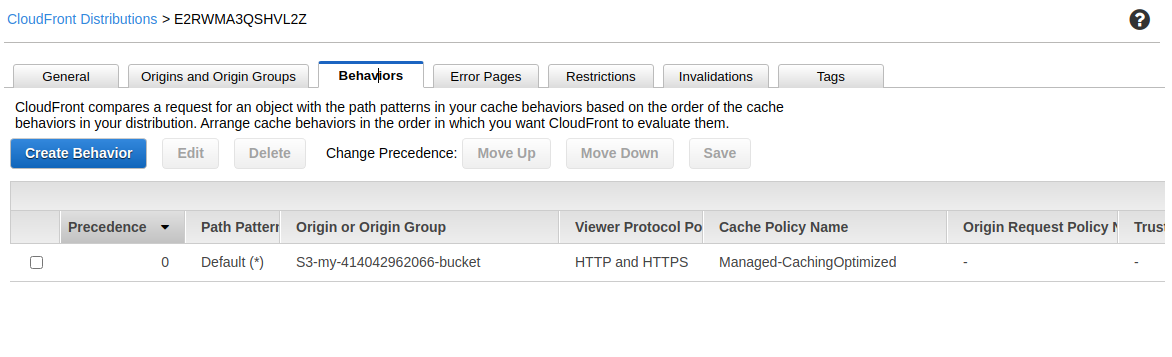 CloudFront Distributions > E2RWMA3QSHVL2Z
General Origins and Origin Groups Behaviors Error Pages Restrictions Invalidations Tags
CloudFront compares a request for an object with the path patterns in your cache behaviors based on the order of the cache
behaviors in your distribution. Arrange cache behaviors in the order in which you want CloudFront to evaluate them.
Create Behavior Edit Delete Change Precedence: Move Up Move Down Save
Precedence Path Pattern Origin or Origin Group Viewer Protocol Po Cache Policy Name Origin Request Policy N Trust
0 Default (*) S3-my-414042962066-bucket HTTP and HTTPS Managed-CachingOptimized - -